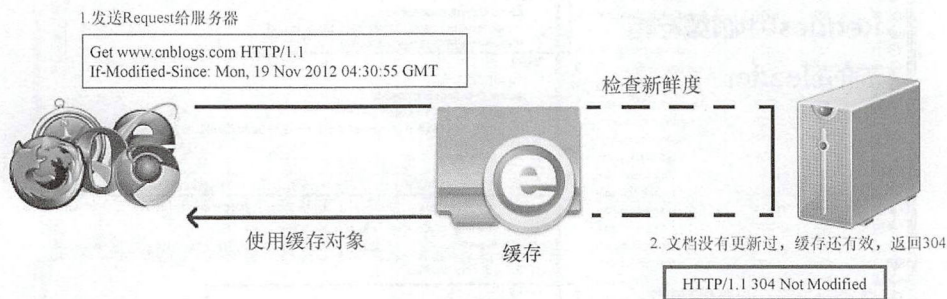 1.发送Request给服务器
Get www.cnblogs.com HTTP/1.1
If-Modified-Since: Mon, 19 Nov 2012 04:30:55 GMT
检查新鲜度
使用缓存对象
缓存
2. 文档没有更新过，缓存还有效，返回304
HTTP/1.1 304 Not Modified